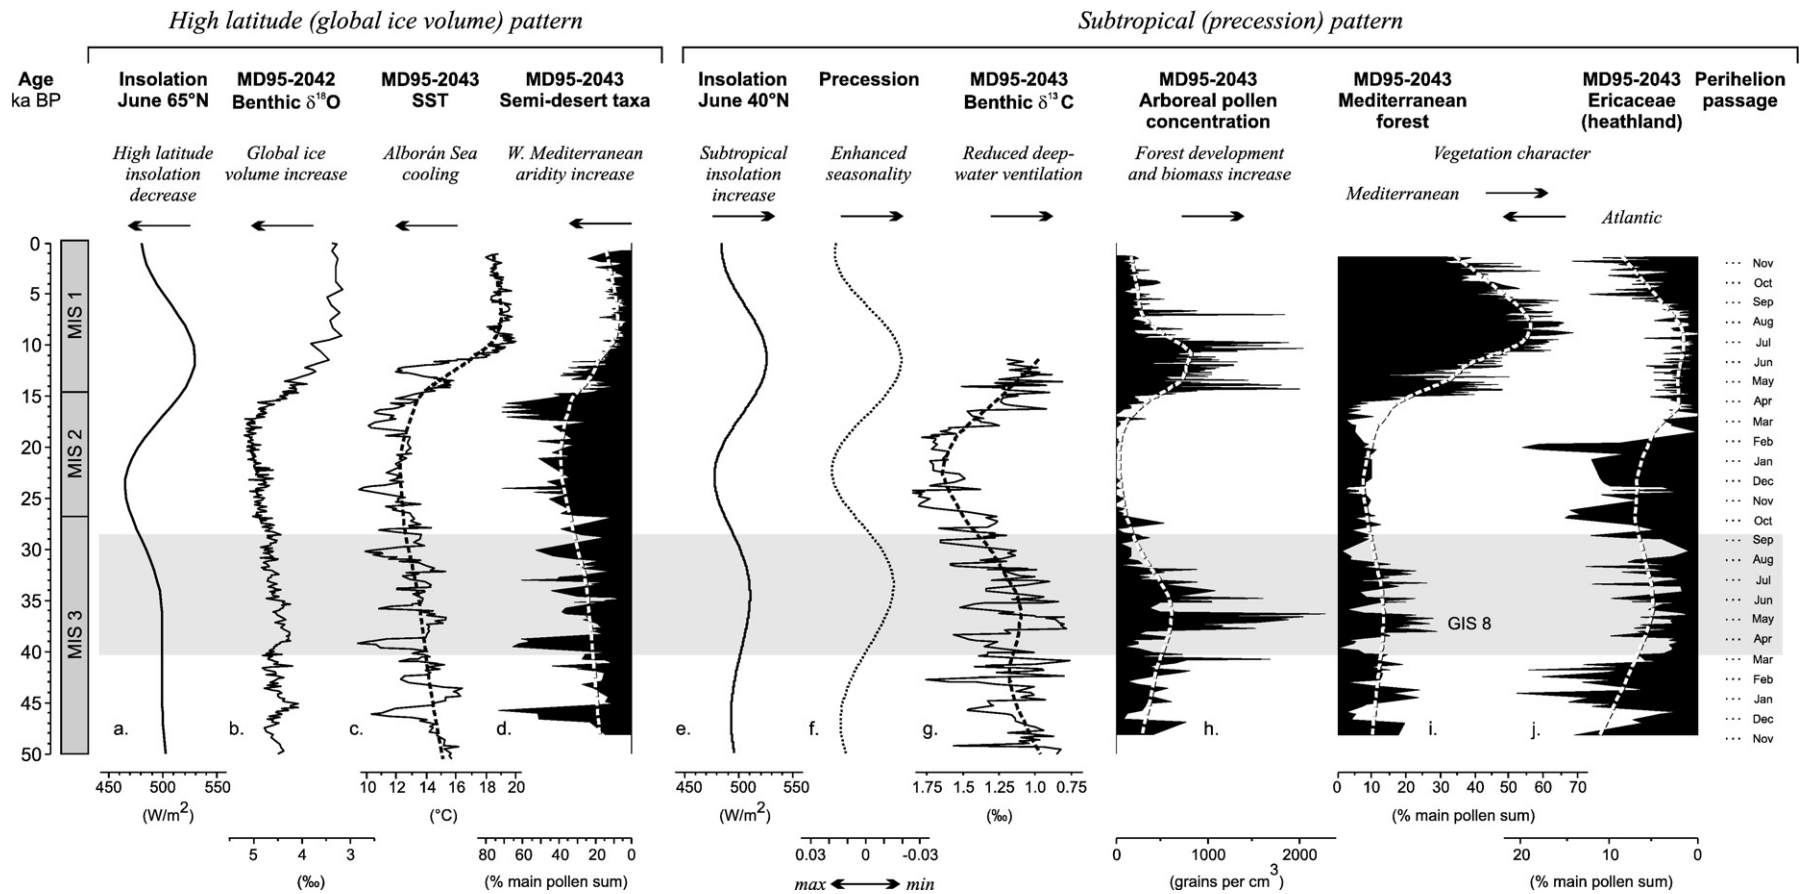 High latitude (global ice volume) pattern
Subtropical (precession) pattern
Age
ka BP
Insolation
June 65°N
MD95-2042
Benthic δ¹⁸O
MD95-2043
SST
MD95-2043
Semi-desert taxa
Insolation
June 40°N
Precession
MD95-2043
Benthic δ¹³C
MD95-2043
Arboreal pollen
concentration
MD95-2043
Mediterranean
forest
MD95-2043
Ericaceae
(heathland)
Perihelion
passage
High latitude
insolation
decrease
Global ice
volume increase
Alborán Sea
cooling
W. Mediterranean
aridity increase
Subtropical
insolation
increase
Enhanced
seasonality
Reduced deep-
water ventilation
Forest development
and biomass increase
Vegetation character
Mediterranean
Atlantic
0
5
10
15
20
25
30
35
40
45
50
MIS 1
MIS 2
MIS 3
a.
b.
c.
d.
e.
f.
g.
h.
i.
j.
GIS 8
··· Nov
··· Oct
··· Sep
··· Aug
··· Jul
··· Jun
··· May
··· Apr
··· Mar
··· Feb
··· Jan
··· Dec
··· Nov
··· Oct
··· Sep
··· Aug
··· Jul
··· Jun
··· May
··· Apr
··· Mar
··· Feb
··· Jan
··· Dec
··· Nov
450 500 550
(W/m²)
5 4 3
(‰)
10 12 14 16 18 20
(°C)
80 60 40 20 0
(% main pollen sum)
450 500 550
(W/m²)
0.03 0 -0.03
max min
1.75 1.5 1.25 1.0 0.75
(‰)
0 1000 2000
(grains per cm³)
0 10 20 30 40 50 60 70
(% main pollen sum)
20 10 0
(% main pollen sum)